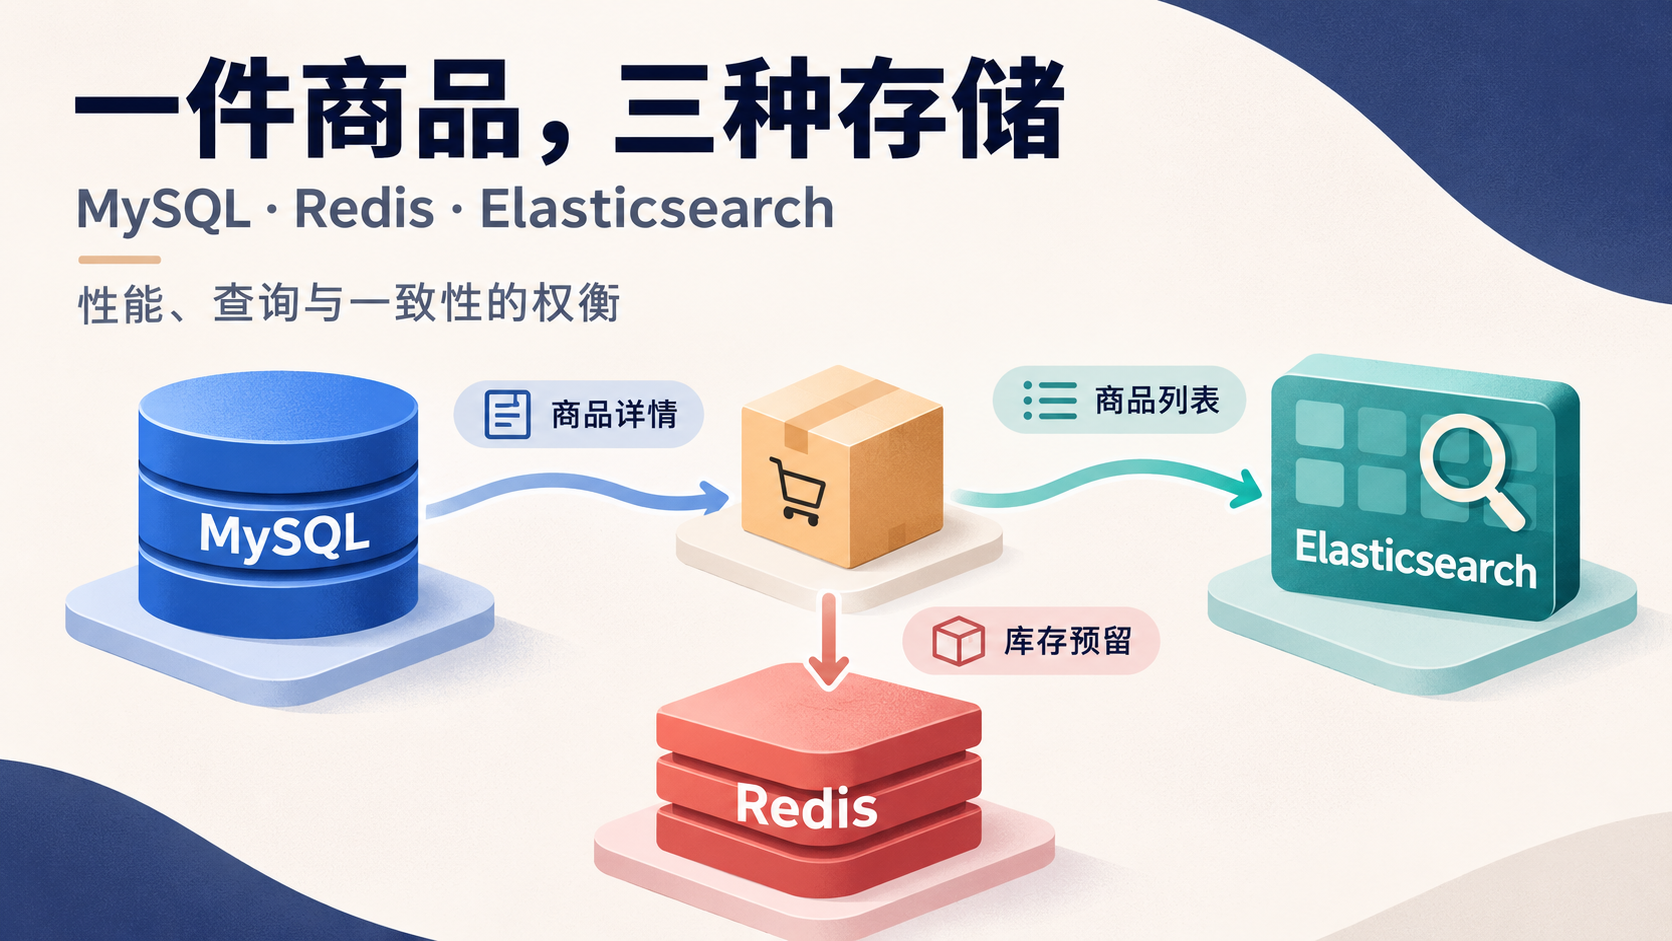 一件商品，三种存储
MySQL · Redis · Elasticsearch
性能、查询与一致性的权衡
商品详情
商品列表
MySQL
Elasticsearch
库存预留
Redis